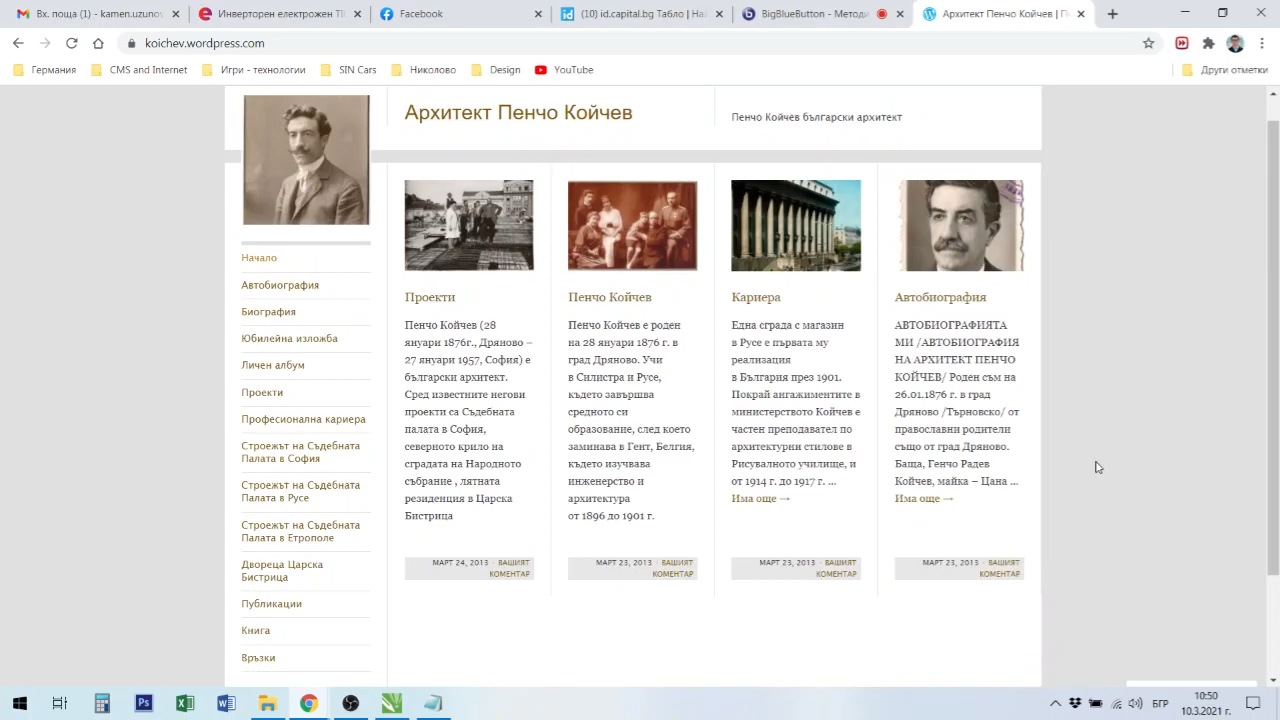 Вх. поща (1) - kamen.uzunov
Инверторен електрожен TI
Facebook
(10) id.capital.bg Табло | На
BigBlueButton - Методи
Архитект Пенчо Койчев | Пе
koichev.wordpress.com
Германия
CMS and Internet
Игри - технологии
SIN Cars
Николово
Design
YouTube
Други отметки
Архитект Пенчо Койчев
Пенчо Койчев български архитект
Начало
Автобиография
Биография
Юбилейна изложба
Личен албум
Проекти
Професионална кариера
Строежът на Съдебната
Палата в София
Строежът на Съдебната
Палата в Русе
Строежът на Съдебната
Палата в Етрополе
Двореца Царска
Бистрица
Публикации
Книга
Връзки
Проекти
Пенчо Койчев (28
януари 1876г., Дряново –
27 януари 1957, София) е
български архитект.
Сред известните негови
проекти са Съдебната
палата в София,
северното крило на
сградата на Народното
събрание , лятната
резиденция в Царска
Бистрица
МАРТ 24, 2013 · ВАШИЯТ
КОМЕНТАР
Пенчо Койчев
Пенчо Койчев е роден
на 28 януари 1876 г. в
град Дряново. Учи
в Силистра и Русе,
където завършва
средното си
образование, след което
заминава в Гент, Белгия,
където изучава
инженерство и
архитектура
от 1896 до 1901 г.
МАРТ 23, 2013 · ВАШИЯТ
КОМЕНТАР
Кариера
Една сграда с магазин
в Русе е първата му
реализация
в България през 1901.
Покрай ангажиментите в
министерството Койчев е
частен преподавател по
архитектурни стилове в
Рисувалното училище, и
от 1914 г. до 1917 г. ...
Има още →
МАРТ 23, 2013 · ВАШИЯТ
КОМЕНТАР
Автобиография
АВТОБИОГРАФИЯТА
МИ /АВТОБИОГРАФИЯ
НА АРХИТЕКТ ПЕНЧО
КОЙЧЕВ/ Роден съм на
26.01.1876 г. в град
Дряново /Търновско/ от
православни родители
също от град Дряново.
Баща, Генчо Радев
Койчев, майка – Цана ...
Има още →
МАРТ 23, 2013 · ВАШИЯТ
КОМЕНТАР
БГР
10:50
10.3.2021 г.